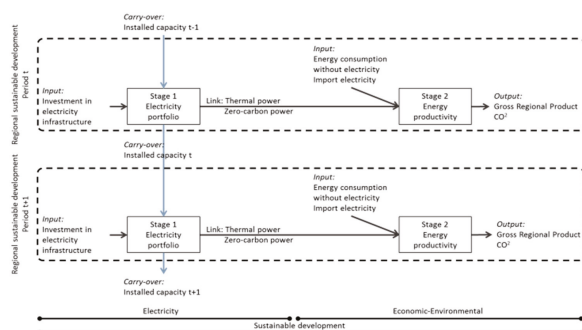 Carry-over:
Installed capacity t-1
Regional sustainable development
Period t
Input:
Investment in
electricity
infrastructure
Stage 1
Electricity
portfolio
Link: Thermal power
Zero-carbon power
Input:
Energy consumption
without electricity
Import electricity
Stage 2
Energy
productivity
Output:
Gross Regional Product
CO²
Carry-over:
Installed capacity t
Regional sustainable development
Period t+1
Input:
Investment in
electricity
infrastructure
Stage 1
Electricity
portfolio
Link: Thermal power
Zero-carbon power
Input:
Energy consumption
without electricity
Import electricity
Stage 2
Energy
productivity
Output:
Gross Regional Product
CO²
Carry-over:
Installed capacity t+1
Electricity
Economic-Environmental
Sustainable development